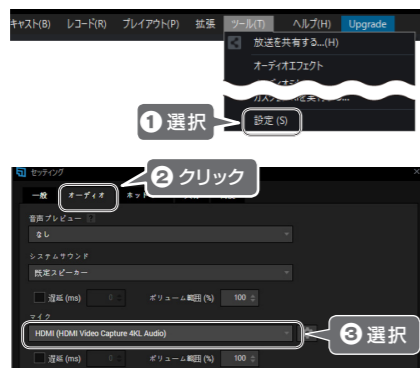 キャスト(B) レコード(R) プレイアウト(P) 拡張 ツール(T) ヘルプ(H) Upgrade
放送を共有する...(H)
オーディオエフェクト
設定 (S)
❶ 選択
セッティング
❷ クリック
一般 オーディオ
音声プレビュー ?
なし
システムサウンド
既定スピーカー
遅延 (ms) 0 ボリューム範囲 (%) 100
マイク
HDMI (HDMI Video Capture 4KL Audio)
❸ 選択
遅延 (ms) 0 ボリューム範囲 (%) 100